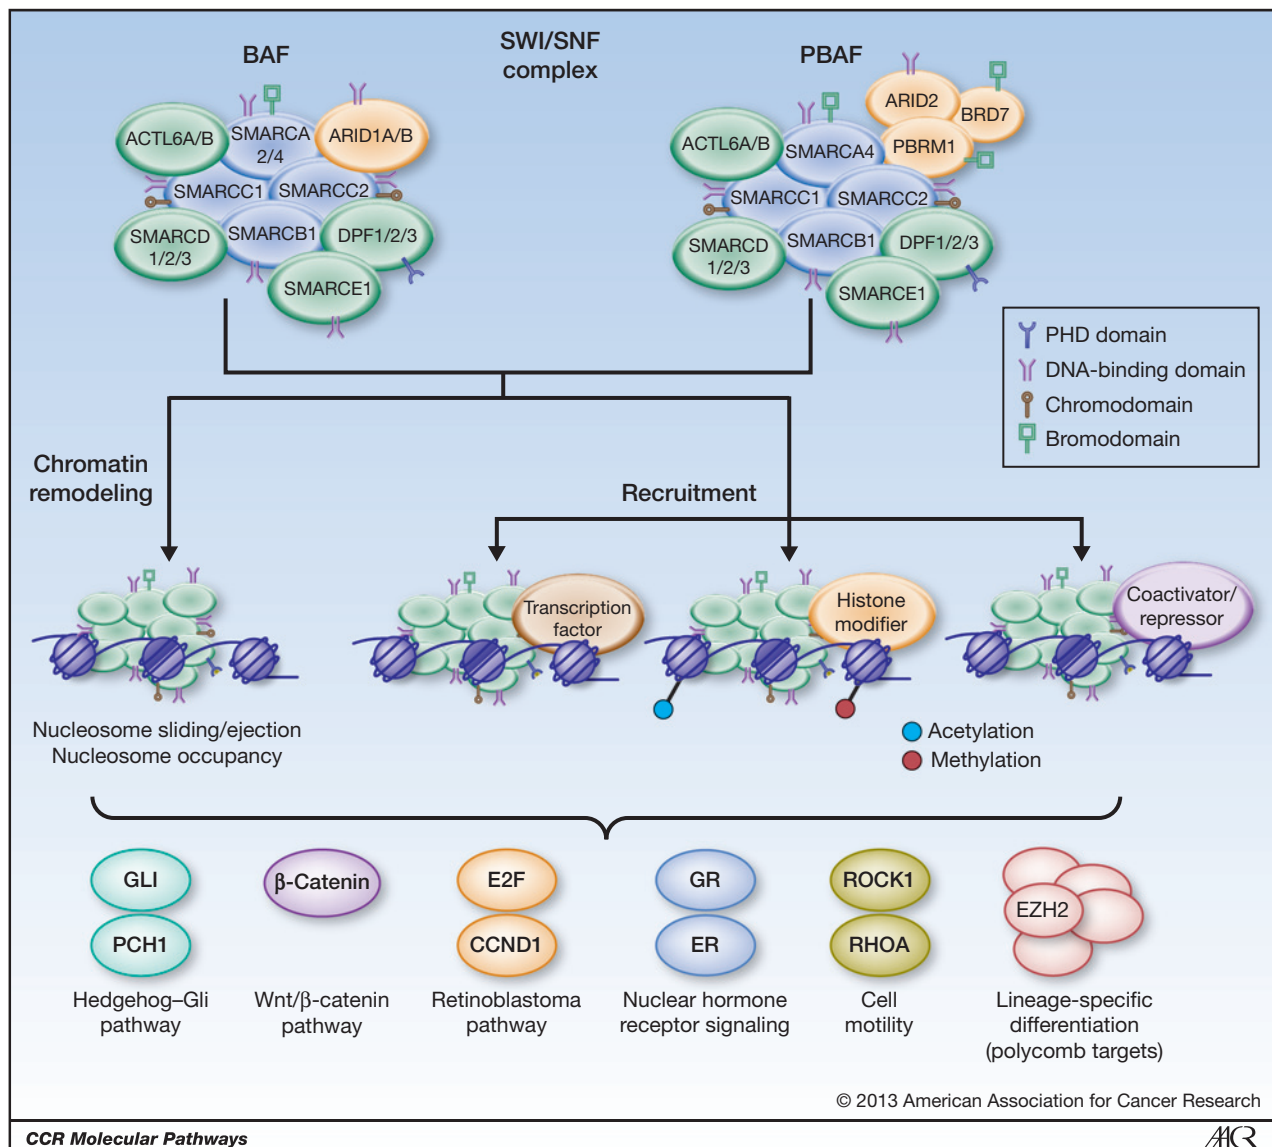 SWI/SNF
complex
BAF
ACTL6A/B
SMARCA
2/4
ARID1A/B
SMARCC1
SMARCC2
SMARCD
1/2/3
SMARCB1
DPF1/2/3
SMARCE1
PBAF
ARID2
BRD7
ACTL6A/B
SMARCA4
PBRM1
SMARCC1
SMARCC2
SMARCD
1/2/3
SMARCB1
DPF1/2/3
SMARCE1
PHD domain
DNA-binding domain
Chromodomain
Bromodomain
Chromatin
remodeling
Recruitment
Transcription
factor
Histone
modifier
Coactivator/
repressor
Nucleosome sliding/ejection
Nucleosome occupancy
Acetylation
Methylation
GLI
PCH1
Hedgehog–Gli
pathway
β-Catenin
Wnt/β-catenin
pathway
E2F
CCND1
Retinoblastoma
pathway
GR
ER
Nuclear hormone
receptor signaling
ROCK1
RHOA
Cell
motility
EZH2
Lineage-specific
differentiation
(polycomb targets)
© 2013 American Association for Cancer Research
CCR Molecular Pathways
AACR